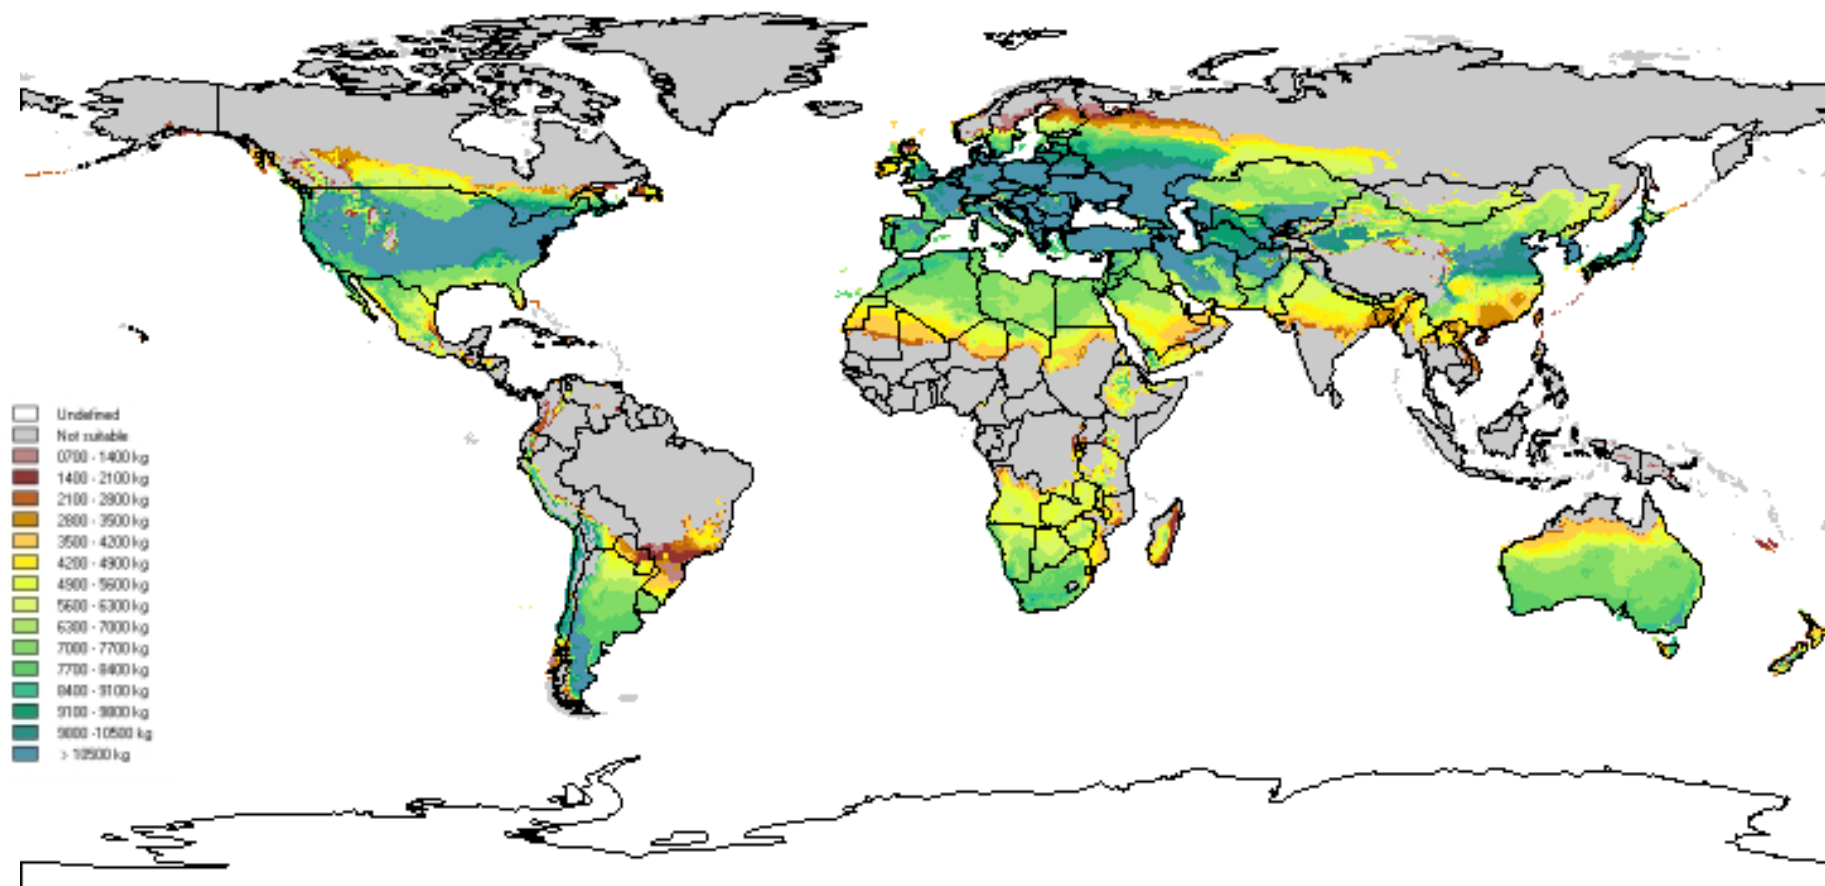 Undefined
Not suitable
0700 - 1400 kg
1400 - 2100 kg
2100 - 2800 kg
2800 - 3500 kg
3500 - 4200 kg
4200 - 4900 kg
4900 - 5600 kg
5600 - 6300 kg
6300 - 7000 kg
7000 - 7700 kg
7700 - 8400 kg
8400 - 9100 kg
9100 - 9800 kg
9800 -10500 kg
> 10500 kg